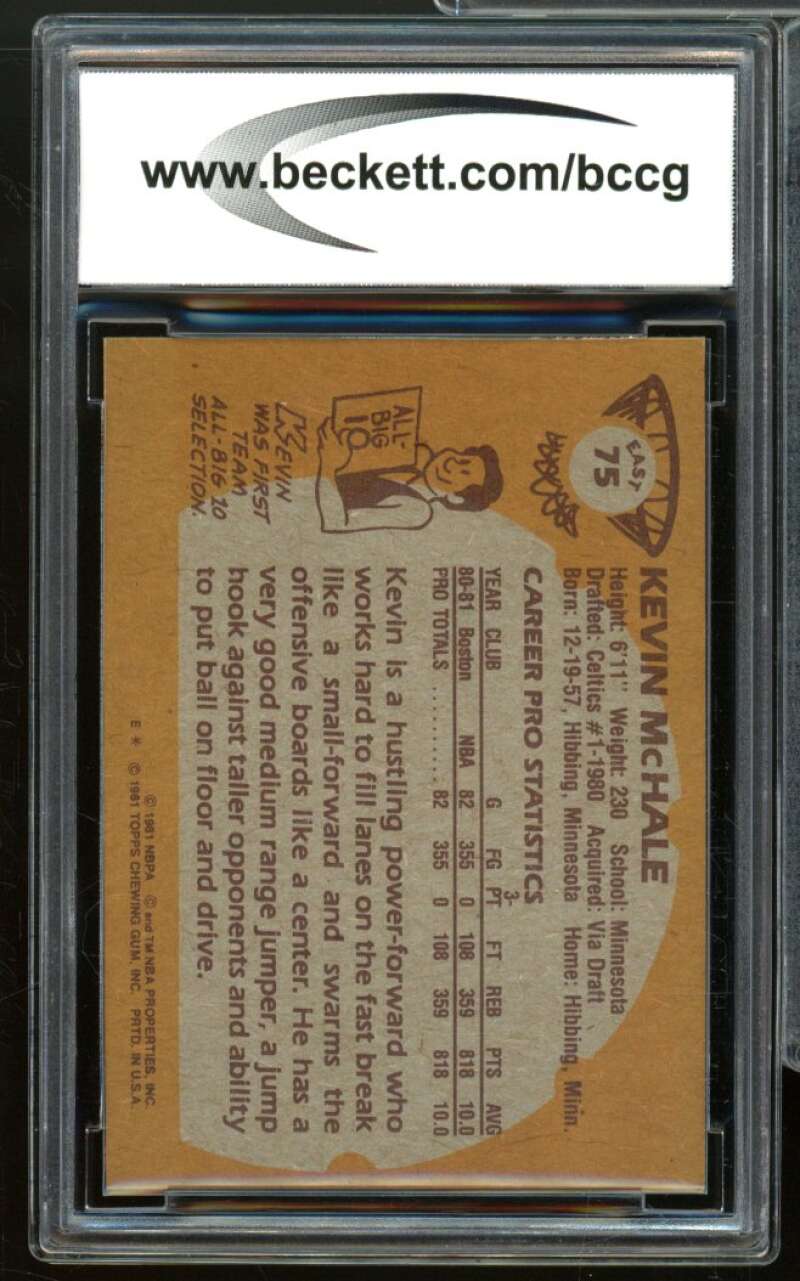 www.beckett.com/bccg
EAST
75
KEVIN McHALE
Height: 6'11" Weight: 230 School: Minnesota
Drafted: Celtics #1-1980 Acquired: Via Draft
Born: 12-19-57, Hibbing, Minnesota Home: Hibbing, Minn.
CAREER PRO STATISTICS
3-
YEAR CLUB G FG PT FT REB PTS AVG
80-81 Boston NBA 82 355 0 108 359 818 10.0
PRO TOTALS .......... 82 355 0 108 359 818 10.0
ALL-
BIG
10
KEVIN
WAS FIRST
TEAM
ALL-BIG 10
SELECTION.
Kevin is a hustling power-forward who
works hard to fill lanes on the fast break
like a small-forward and swarms the
offensive boards like a center. He has a
very good medium range jumper, a jump
hook against taller opponents and ability
to put ball on floor and drive.
© 1981 NBPA © and TM NBA PROPERTIES, INC.
E * © 1981 TOPPS CHEWING GUM, INC. PRTD. IN U.S.A.